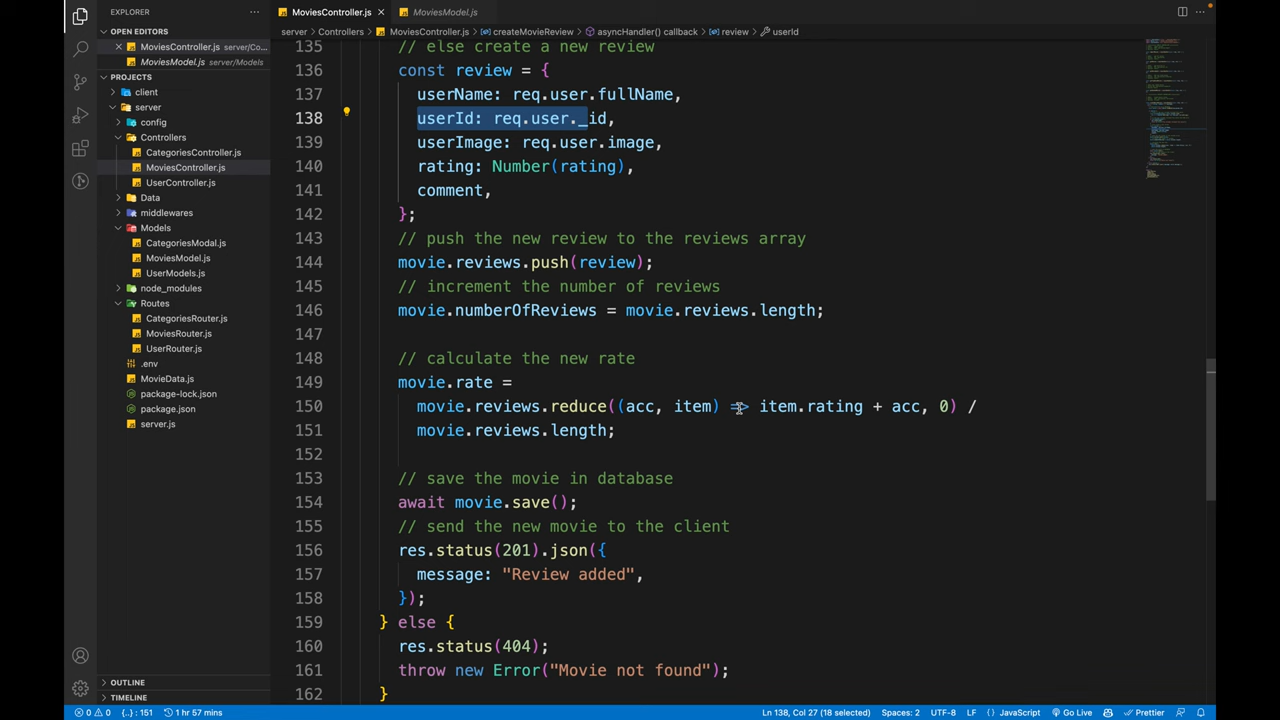 EXPLORER
MoviesController.js
MoviesModel.js
server > Controllers > MoviesController.js > createMovieReview > asyncHandler() callback > review > userId
OPEN EDITORS
MoviesController.js server/Co...
MoviesModel.js server/Models
PROJECTS
client
server
config
Controllers
CategoriesController.js
MoviesController.js
UserController.js
Data
middlewares
Models
CategoriesModal.js
MoviesModel.js
UserModels.js
node_modules
Routes
CategoriesRouter.js
MoviesRouter.js
UserRouter.js
.env
MovieData.js
package-lock.json
package.json
server.js
OUTLINE
TIMELINE
135 // else create a new review
136 const review = {
137 userName: req.user.fullName,
138 userId: req.user._id,
139 userImage: req.user.image,
140 rating: Number(rating),
141 comment,
142 };
143 // push the new review to the reviews array
144 movie.reviews.push(review);
145 // increment the number of reviews
146 movie.numberOfReviews = movie.reviews.length;
147
148 // calculate the new rate
149 movie.rate =
150 movie.reviews.reduce((acc, item) => item.rating + acc, 0) /
151 movie.reviews.length;
152
153 // save the movie in database
154 await movie.save();
155 // send the new movie to the client
156 res.status(201).json({
157 message: "Review added",
158 });
159 } else {
160 res.status(404);
161 throw new Error("Movie not found");
162 }
0 0 {..} : 151 1 hr 57 mins Ln 138, Col 27 (18 selected) Spaces: 2 UTF-8 LF {} JavaScript Go Live Prettier